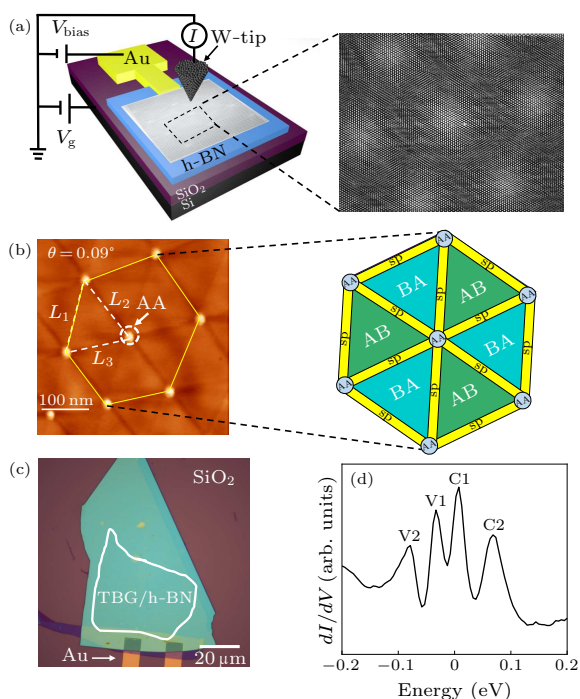 (a)
V_bias
Au
I
W-tip
V_g
h-BN
SiO₂
Si
(b)
θ = 0.09°
L₁
L₂
AA
L₃
100 nm
AA
sp
sp
AA
BA
sp
AB
AA
sp
AB
sp
sp
BA
sp
AA
sp
BA
sp
AB
sp
AA
sp
sp
AA
AA
(c)
SiO₂
TBG/h-BN
Au
20 μm
(d)
C1
V1
C2
V2
dI/dV (arb. units)
-0.2
-0.1
0
0.1
0.2
Energy (eV)